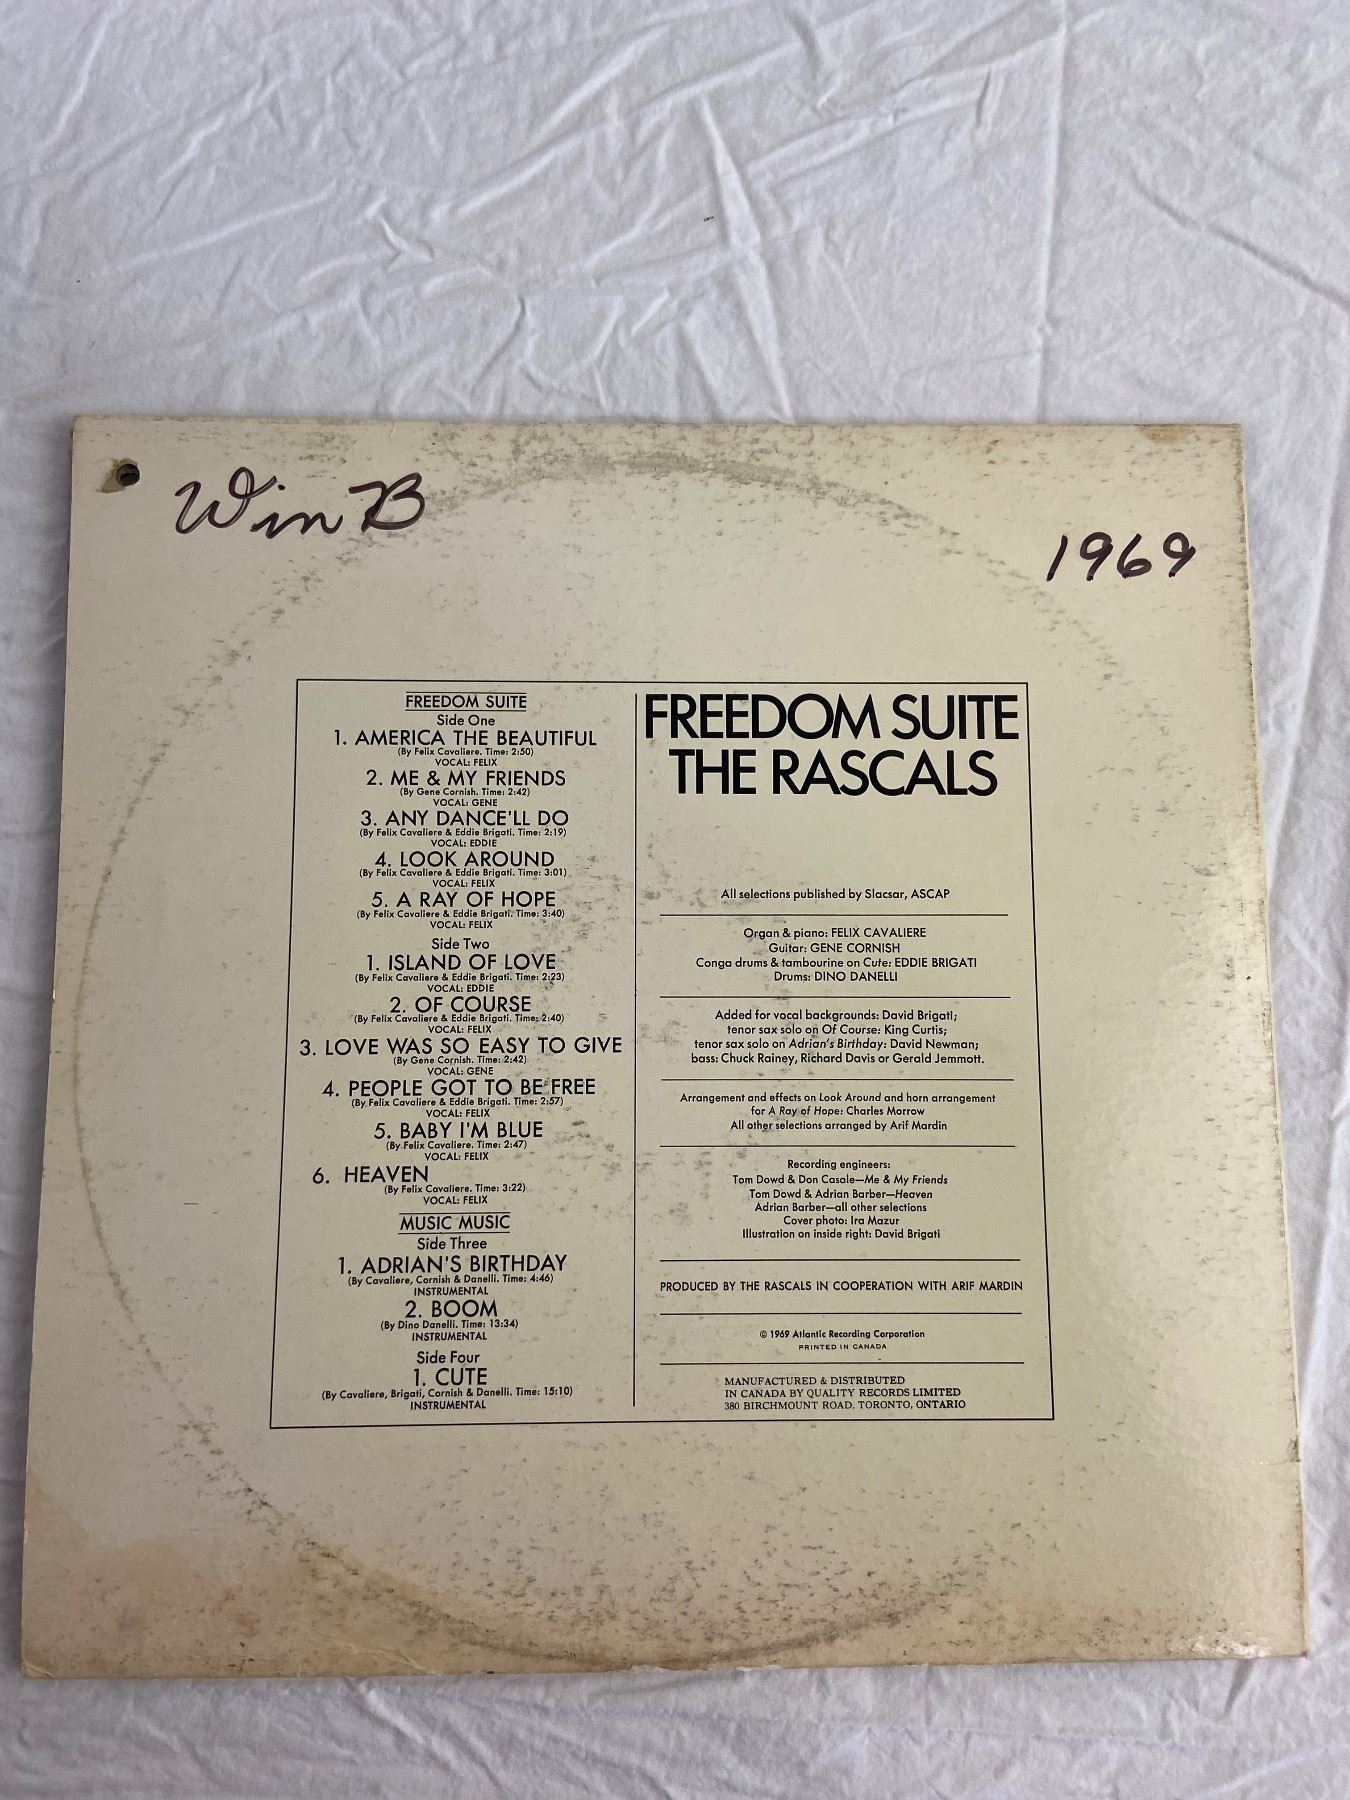 Win B
1969
FREEDOM SUITE
Side One
1. AMERICA THE BEAUTIFUL
(By Felix Cavaliere. Time: 2:50)
VOCAL: FELIX
2. ME & MY FRIENDS
(By Gene Cornish. Time: 2:42)
VOCAL: GENE
3. ANY DANCE'LL DO
(By Felix Cavaliere & Eddie Brigati. Time: 2:19)
VOCAL: EDDIE
4. LOOK AROUND
(By Felix Cavaliere & Eddie Brigati. Time: 3:01)
VOCAL: FELIX
5. A RAY OF HOPE
(By Felix Cavaliere & Eddie Brigati. Time: 3:40)
VOCAL: FELIX
Side Two
1. ISLAND OF LOVE
(By Felix Cavaliere & Eddie Brigati. Time: 2:23)
VOCAL: EDDIE
2. OF COURSE
(By Felix Cavaliere & Eddie Brigati. Time: 2:40)
VOCAL: FELIX
3. LOVE WAS SO EASY TO GIVE
(By Gene Cornish. Time: 2:42)
VOCAL: GENE
4. PEOPLE GOT TO BE FREE
(By Felix Cavaliere & Eddie Brigati. Time: 2:57)
VOCAL: FELIX
5. BABY I'M BLUE
(By Felix Cavaliere. Time: 2:47)
VOCAL: FELIX
6. HEAVEN
(By Felix Cavaliere. Time: 3:22)
VOCAL: FELIX
MUSIC MUSIC
Side Three
1. ADRIAN'S BIRTHDAY
(By Cavaliere, Cornish & Danelli. Time: 4:46)
INSTRUMENTAL
2. BOOM
(By Dino Danelli. Time: 13:34)
INSTRUMENTAL
Side Four
1. CUTE
(By Cavaliere, Brigati, Cornish & Danelli. Time: 15:10)
INSTRUMENTAL
FREEDOM SUITE
THE RASCALS
All selections published by Slacsar, ASCAP
Organ & piano: FELIX CAVALIERE
Guitar: GENE CORNISH
Conga drums & tambourine on Cute: EDDIE BRIGATI
Drums: DINO DANELLI
Added for vocal backgrounds: David Brigati;
tenor sax solo on Of Course: King Curtis;
tenor sax solo on Adrian's Birthday: David Newman;
bass: Chuck Rainey, Richard Davis or Gerald Jemmott.
Arrangement and effects on Look Around and horn arrangement
for A Ray of Hope: Charles Morrow
All other selections arranged by Arif Mardin
Recording engineers:
Tom Dowd & Don Casale—Me & My Friends
Tom Dowd & Adrian Barber—Heaven
Adrian Barber—all other selections
Cover photo: Ira Mazur
Illustration on inside right: David Brigati
PRODUCED BY THE RASCALS IN COOPERATION WITH ARIF MARDIN
© 1969 Atlantic Recording Corporation
PRINTED IN CANADA
MANUFACTURED & DISTRIBUTED
IN CANADA BY QUALITY RECORDS LIMITED
380 BIRCHMOUNT ROAD. TORONTO, ONTARIO